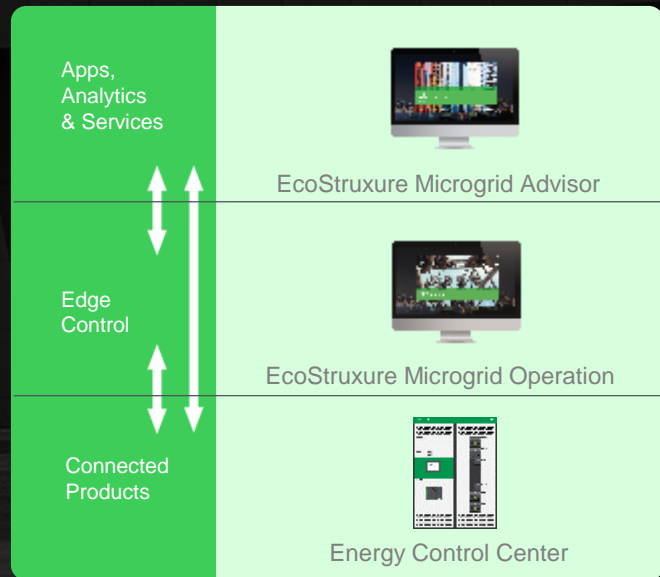 Apps,
Analytics
& Services
EcoStruxure Microgrid Advisor
Edge
Control
EcoStruxure Microgrid Operation
Connected
Products
Energy Control Center